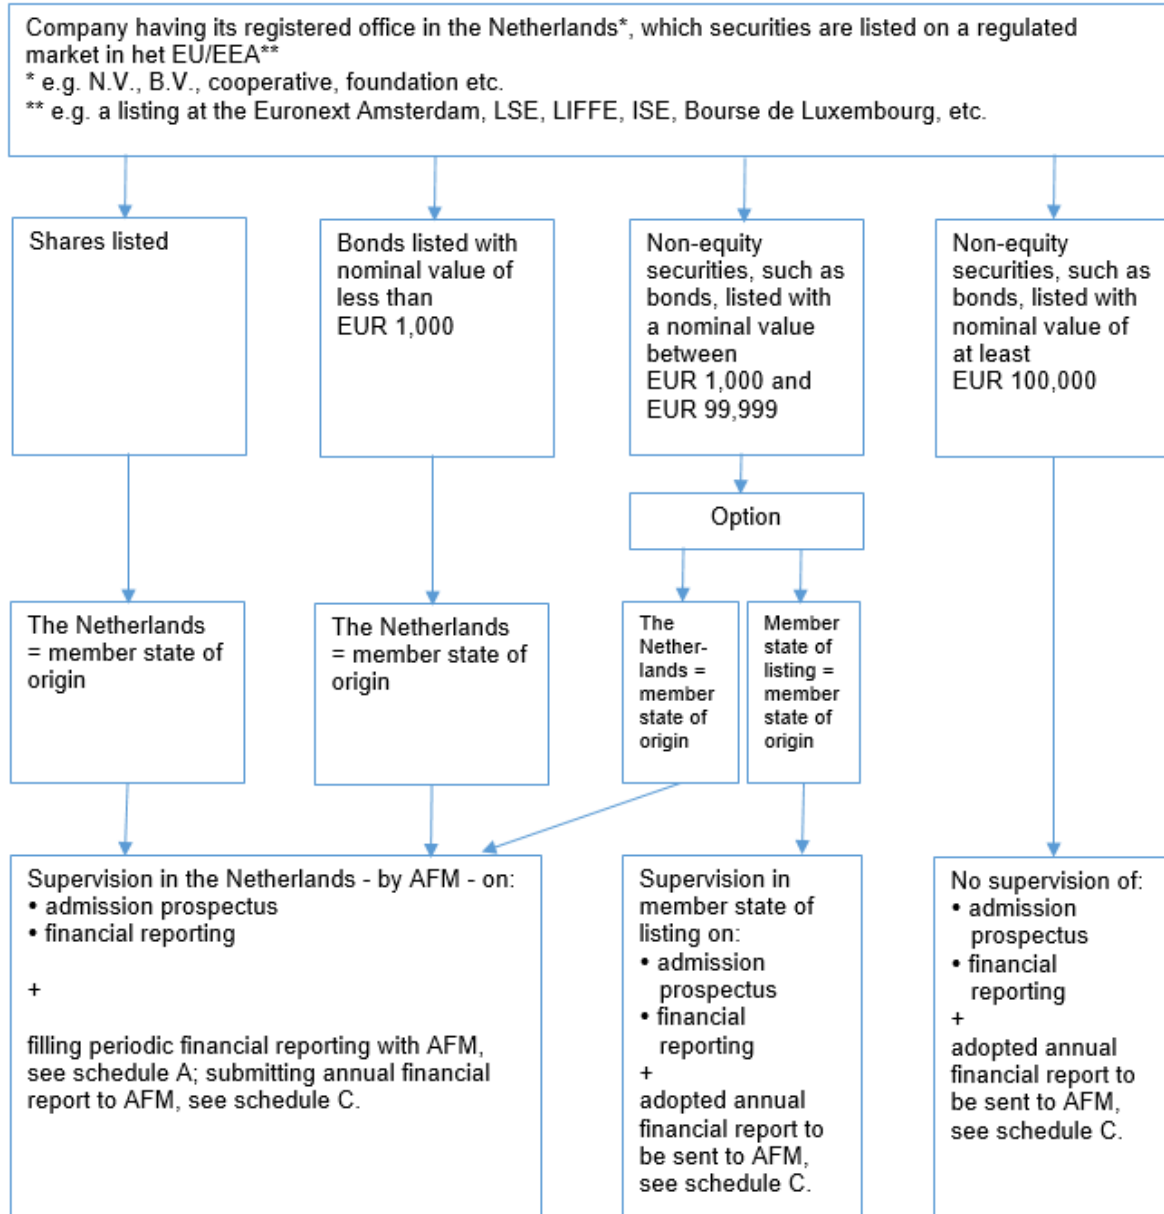 Company having its registered office in the Netherlands*, which securities are listed on a regulated
market in het EU/EEA**
* e.g. N.V., B.V., cooperative, foundation etc.
** e.g. a listing at the Euronext Amsterdam, LSE, LIFFE, ISE, Bourse de Luxembourg, etc.
Shares listed
Bonds listed with
nominal value of
less than
EUR 1,000
Non-equity
securities, such as
bonds, listed with
a nominal value
between
EUR 1,000 and
EUR 99,999
Non-equity
securities, such as
bonds, listed with
nominal value of
at least
EUR 100,000
Option
The Netherlands
= member state of
origin
The Netherlands
= member state of
origin
The
Nether-
lands =
member
state of
origin
Member
state of
listing =
member
state of
origin
Supervision in the Netherlands - by AFM - on:
• admission prospectus
• financial reporting
+
filling periodic financial reporting with AFM,
see schedule A; submitting annual financial
report to AFM, see schedule C.
Supervision in
member state of
listing on:
• admission
prospectus
• financial
reporting
+
adopted annual
financial report to
be sent to AFM,
see schedule C.
No supervision of:
• admission
prospectus
• financial
reporting
+
adopted annual
financial report to
be sent to AFM,
see schedule C.